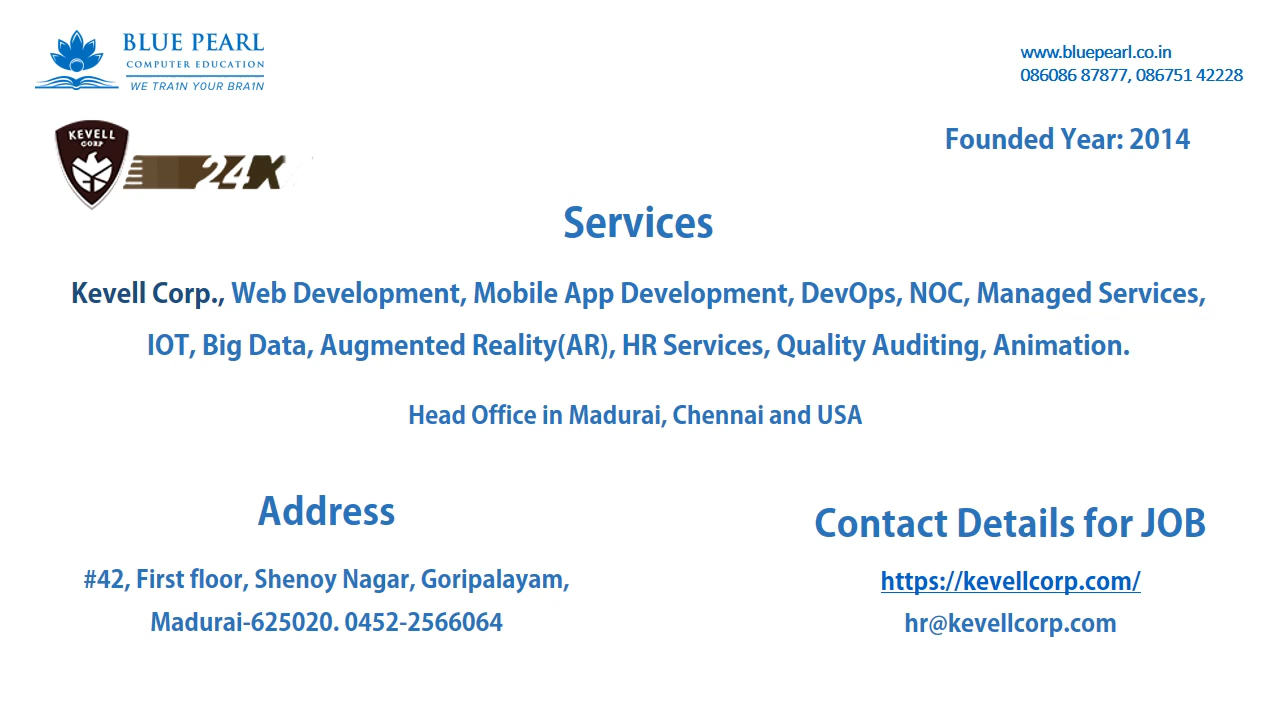 BLUE PEARL
COMPUTER EDUCATION
WE TRA1N Y0UR BRA1N
www.bluepearl.co.in
086086 87877, 086751 42228
KEVELL
CORP
24X
Founded Year: 2014
Services
Kevell Corp., Web Development, Mobile App Development, DevOps, NOC, Managed Services,
IOT, Big Data, Augmented Reality(AR), HR Services, Quality Auditing, Animation.
Head Office in Madurai, Chennai and USA
Address
#42, First floor, Shenoy Nagar, Goripalayam,
Madurai-625020. 0452-2566064
Contact Details for JOB
https://kevellcorp.com/
hr@kevellcorp.com